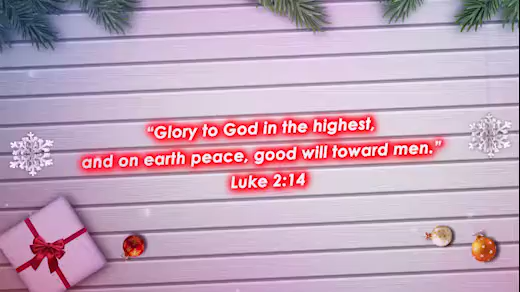 “Glory to God in the highest,
and on earth peace, good will toward men.”
Luke 2:14